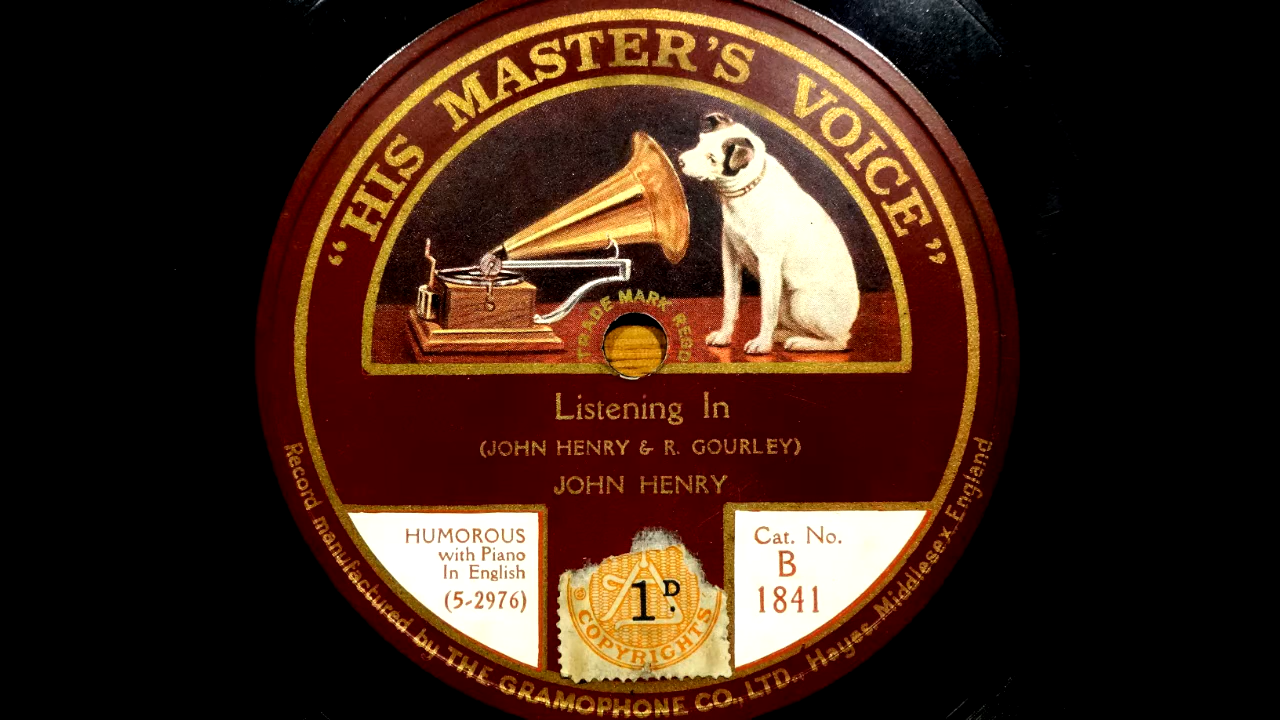 “HIS MASTER'S VOICE”
TRADE MARK REGD
Listening In
(JOHN HENRY & R. GOURLEY)
JOHN HENRY
HUMOROUS
with Piano
In English
(5-2976)
Cat. No.
B
1841
1D.
COPYRIGHTS
Record manufactured by THE GRAMOPHONE CO., LTD., Hayes, Middlesex, England